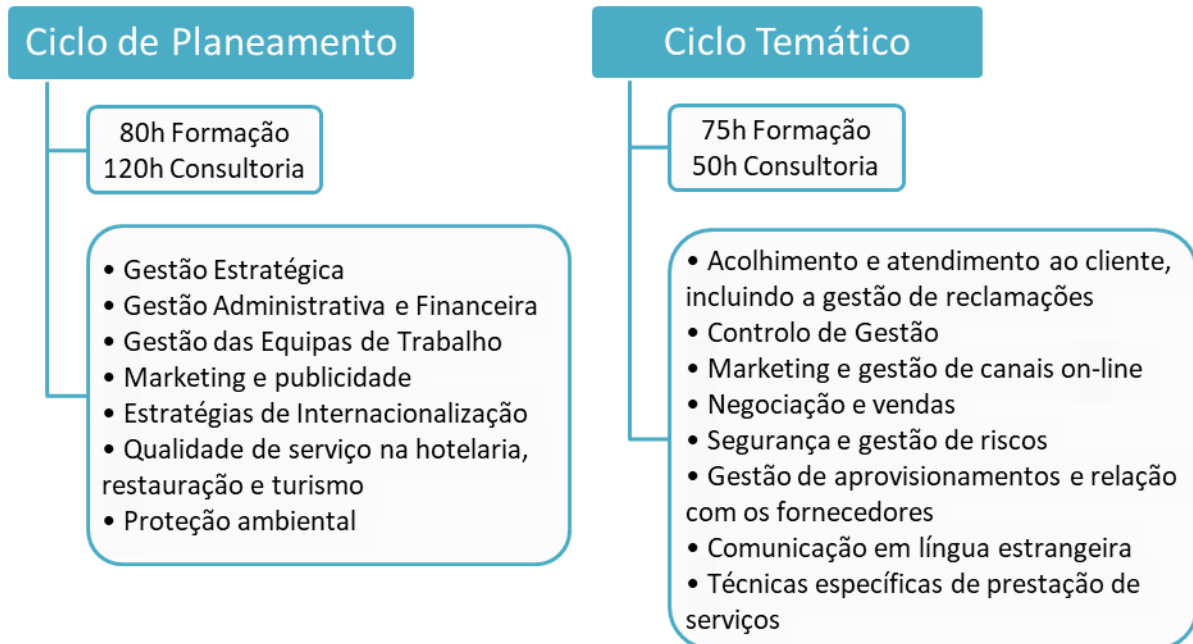 Ciclo de Planeamento
80h Formação
120h Consultoria
• Gestão Estratégica
• Gestão Administrativa e Financeira
• Gestão das Equipas de Trabalho
• Marketing e publicidade
• Estratégias de Internacionalização
• Qualidade de serviço na hotelaria,
restauração e turismo
• Proteção ambiental
Ciclo Temático
75h Formação
50h Consultoria
• Acolhimento e atendimento ao cliente,
incluindo a gestão de reclamações
• Controlo de Gestão
• Marketing e gestão de canais on-line
• Negociação e vendas
• Segurança e gestão de riscos
• Gestão de aprovisionamentos e relação
com os fornecedores
• Comunicação em língua estrangeira
• Técnicas específicas de prestação de
serviços